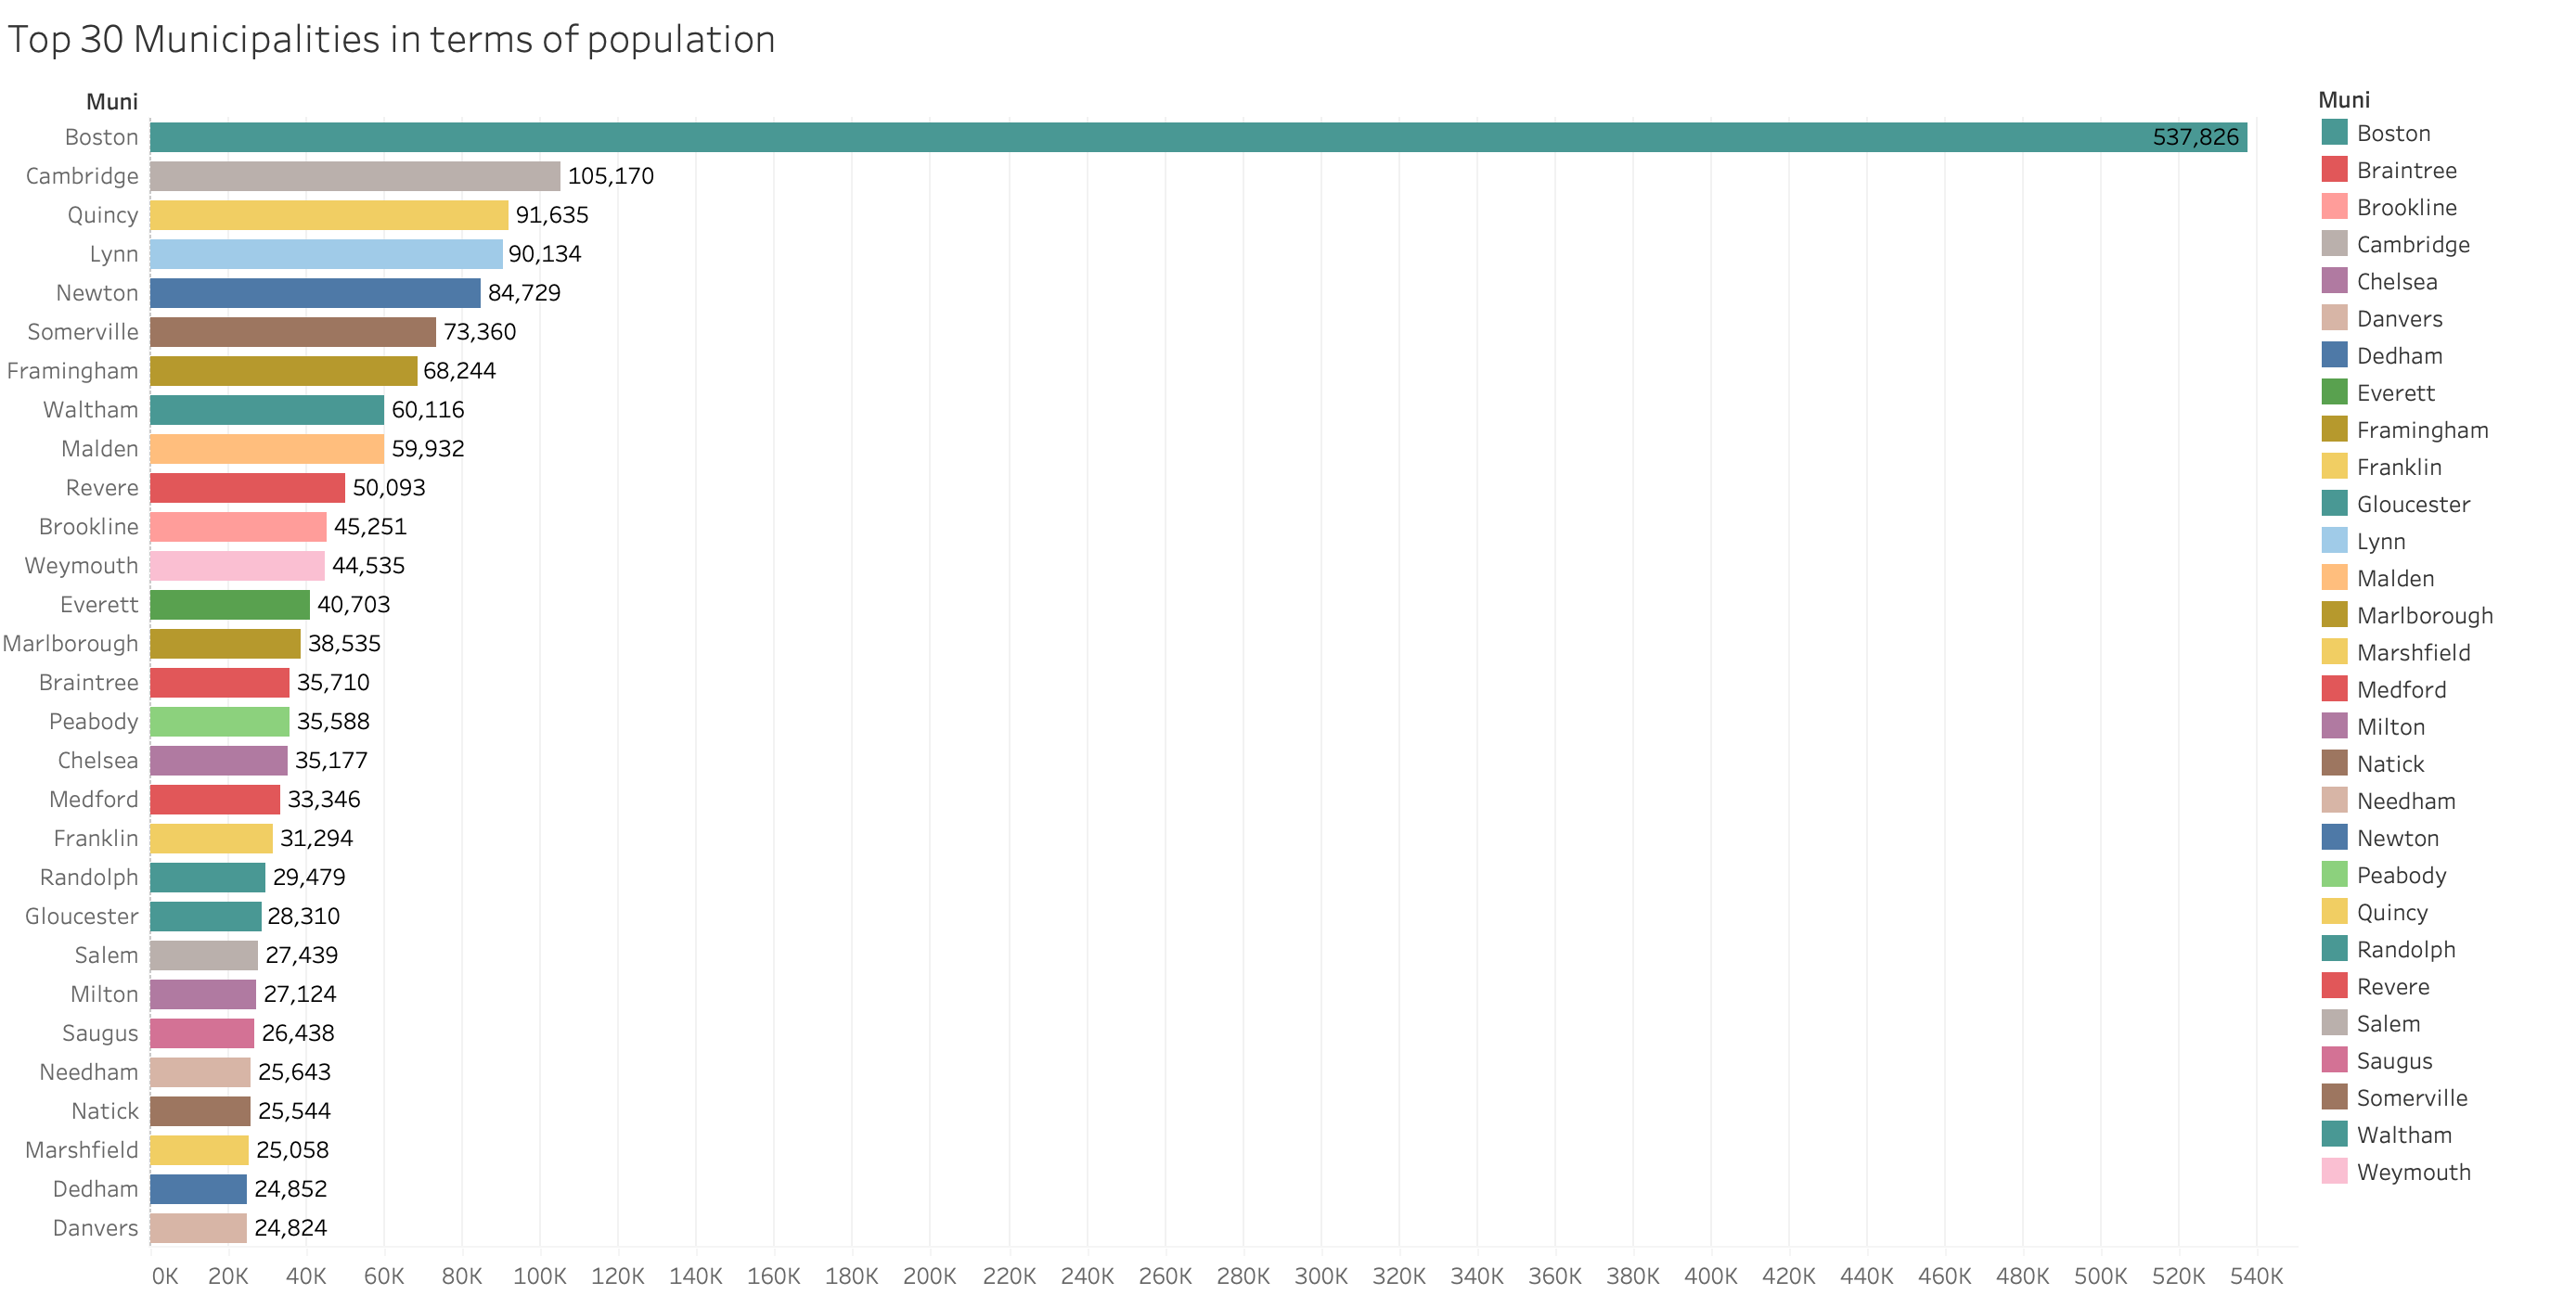 Top 30 Municipalities in terms of population
Muni
Boston 537,826
Cambridge 105,170
Quincy 91,635
Lynn 90,134
Newton 84,729
Somerville 73,360
Framingham 68,244
Waltham 60,116
Malden 59,932
Revere 50,093
Brookline 45,251
Weymouth 44,535
Everett 40,703
Marlborough 38,535
Braintree 35,710
Peabody 35,588
Chelsea 35,177
Medford 33,346
Franklin 31,294
Randolph 29,479
Gloucester 28,310
Salem 27,439
Milton 27,124
Saugus 26,438
Needham 25,643
Natick 25,544
Marshfield 25,058
Dedham 24,852
Danvers 24,824
0K 20K 40K 60K 80K 100K 120K 140K 160K 180K 200K 220K 240K 260K 280K 300K 320K 340K 360K 380K 400K 420K 440K 460K 480K 500K 520K 540K
Muni
Boston
Braintree
Brookline
Cambridge
Chelsea
Danvers
Dedham
Everett
Framingham
Franklin
Gloucester
Lynn
Malden
Marlborough
Marshfield
Medford
Milton
Natick
Needham
Newton
Peabody
Quincy
Randolph
Revere
Salem
Saugus
Somerville
Waltham
Weymouth